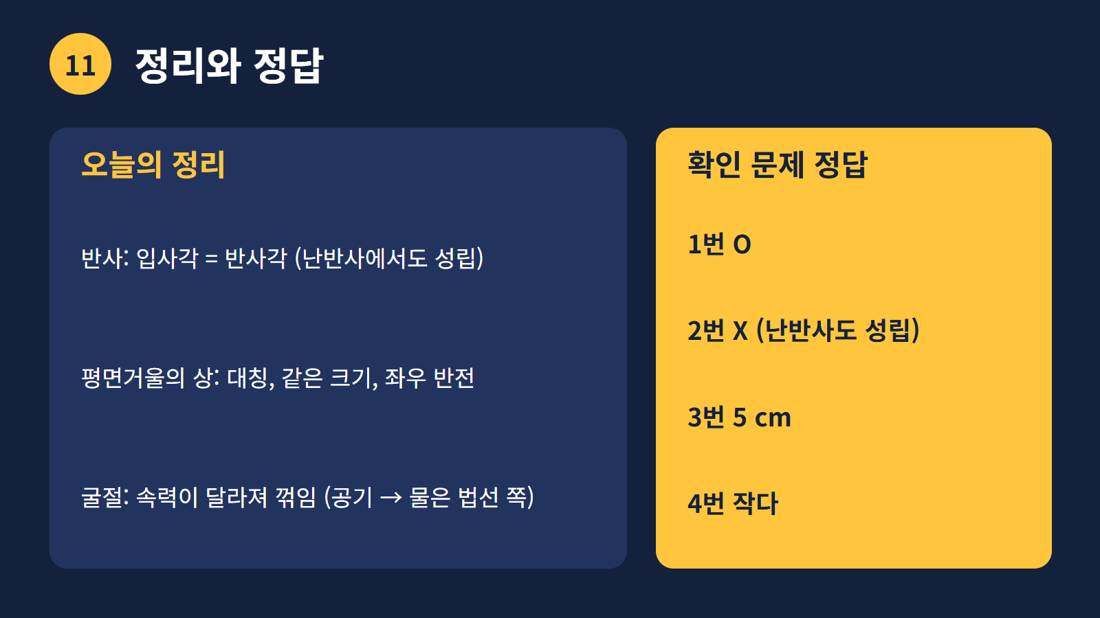 11
정리와 정답
오늘의 정리
반사: 입사각 = 반사각 (난반사에서도 성립)
평면거울의 상: 대칭, 같은 크기, 좌우 반전
굴절: 속력이 달라져 꺾임 (공기 → 물은 법선 쪽)
확인 문제 정답
1번 O
2번 X (난반사도 성립)
3번 5 cm
4번 작다